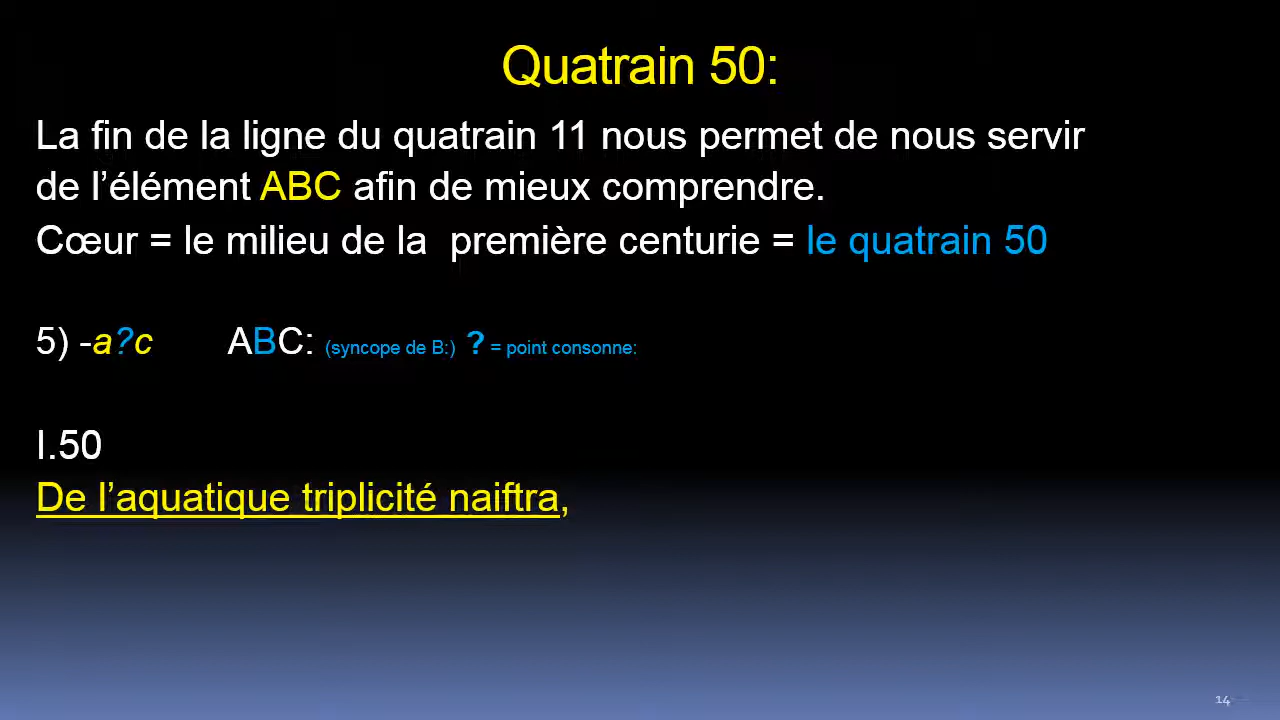 Quatrain 50:
La fin de la ligne du quatrain 11 nous permet de nous servir
de l’élément ABC afin de mieux comprendre.
Cœur = le milieu de la première centurie = le quatrain 50
5) -a?c ABC: (syncope de B:) ? = point consonne:
I.50
De l’aquatique triplicité naiftra,
14